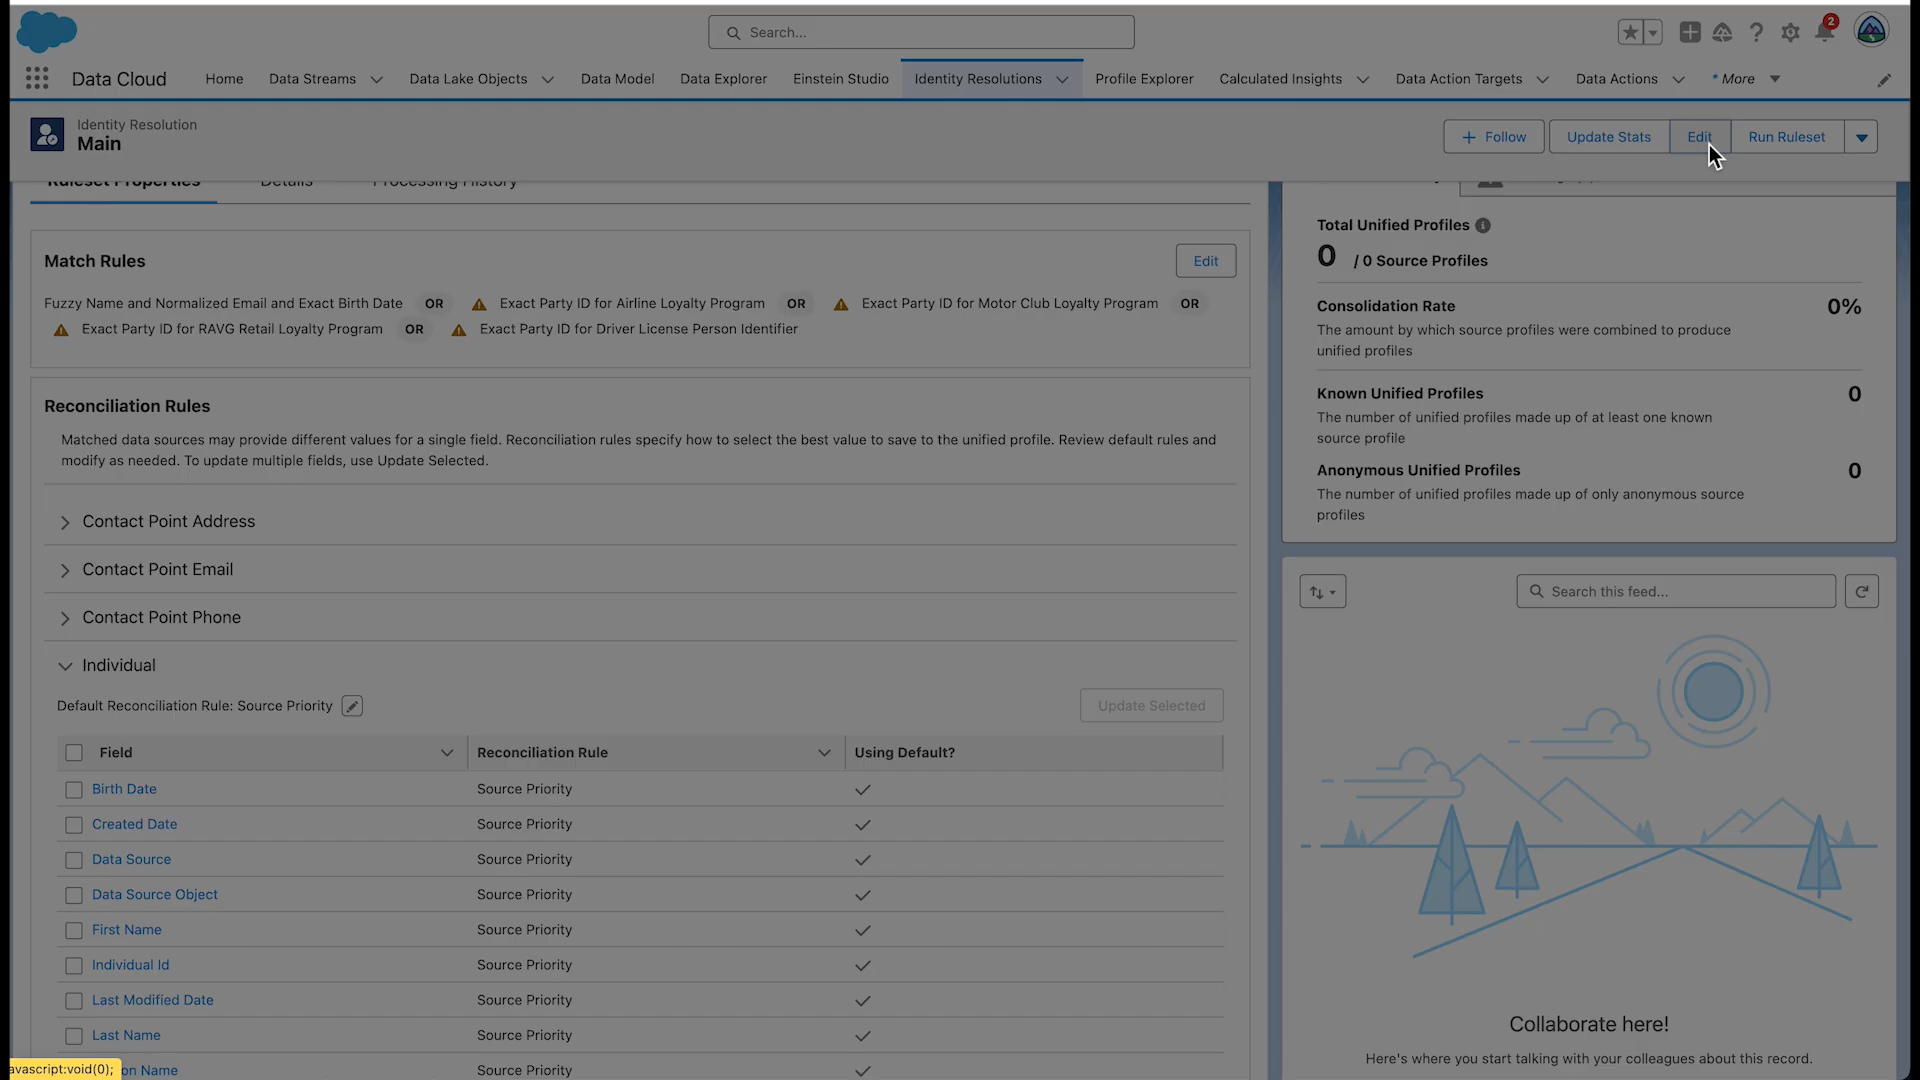 Search...
2
Data Cloud
Home
Data Streams
Data Lake Objects
Data Model
Data Explorer
Einstein Studio
Identity Resolutions
Profile Explorer
Calculated Insights
Data Action Targets
Data Actions
* More
Identity Resolution
Main
Follow
Update Stats
Edit
Run Ruleset
Ruleset Properties
Details
Processing History
Match Rules
Edit
Fuzzy Name and Normalized Email and Exact Birth Date OR Exact Party ID for Airline Loyalty Program OR Exact Party ID for Motor Club Loyalty Program OR
Exact Party ID for RAVG Retail Loyalty Program OR Exact Party ID for Driver License Person Identifier
Reconciliation Rules
Matched data sources may provide different values for a single field. Reconciliation rules specify how to select the best value to save to the unified profile. Review default rules and
modify as needed. To update multiple fields, use Update Selected.
Contact Point Address
Contact Point Email
Contact Point Phone
Individual
Default Reconciliation Rule: Source Priority
Update Selected
Field Reconciliation Rule Using Default?
Birth Date Source Priority
Created Date Source Priority
Data Source Source Priority
Data Source Object Source Priority
First Name Source Priority
Individual Id Source Priority
Last Modified Date Source Priority
Last Name Source Priority
on Name Source Priority
avascript:void(0);
Total Unified Profiles
0 / 0 Source Profiles
Consolidation Rate 0%
The amount by which source profiles were combined to produce
unified profiles
Known Unified Profiles 0
The number of unified profiles made up of at least one known
source profile
Anonymous Unified Profiles 0
The number of unified profiles made up of only anonymous source
profiles
Search this feed...
Collaborate here!
Here's where you start talking with your colleagues about this record.